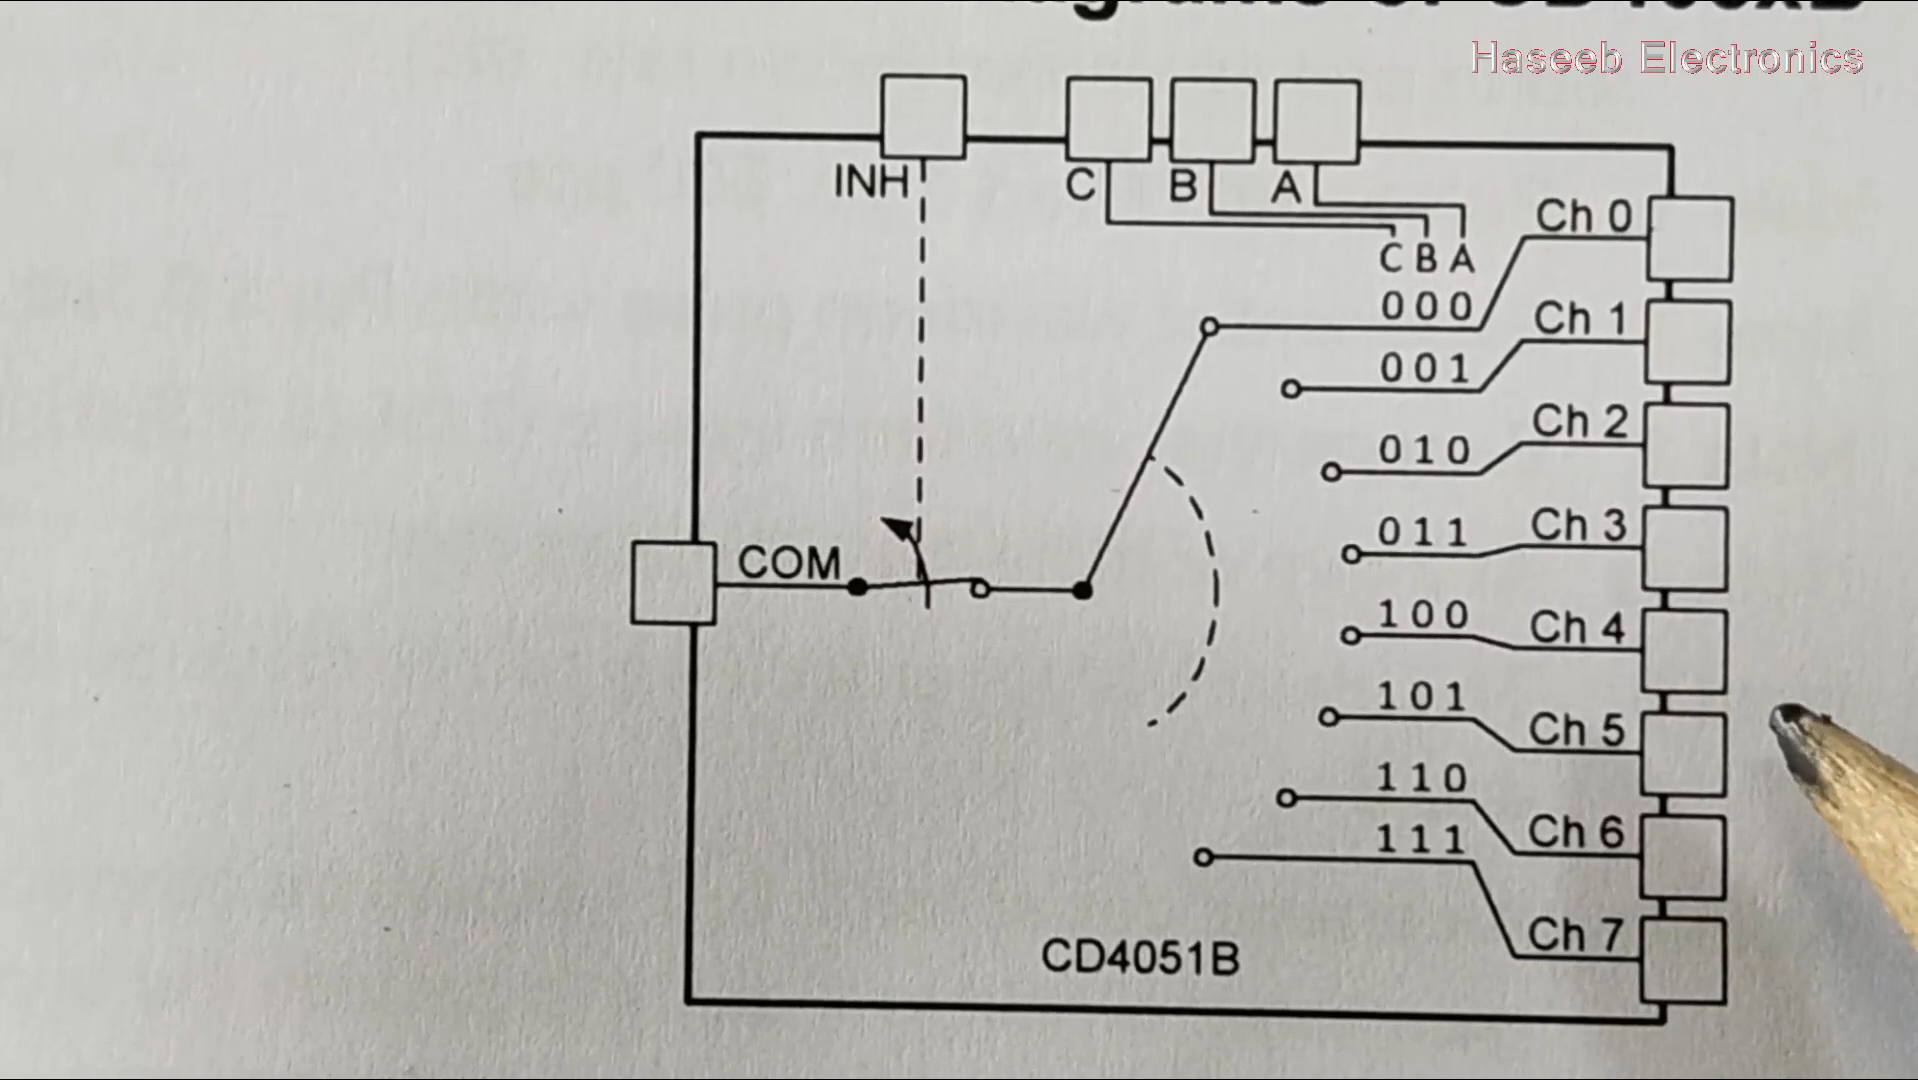 Haseeb Electronics
INH
C B A
C B A
Ch 0
0 0 0
Ch 1
0 0 1
Ch 2
0 1 0
Ch 3
0 1 1
COM
Ch 4
1 0 0
Ch 5
1 0 1
Ch 6
1 1 0
Ch 7
1 1 1
CD4051B